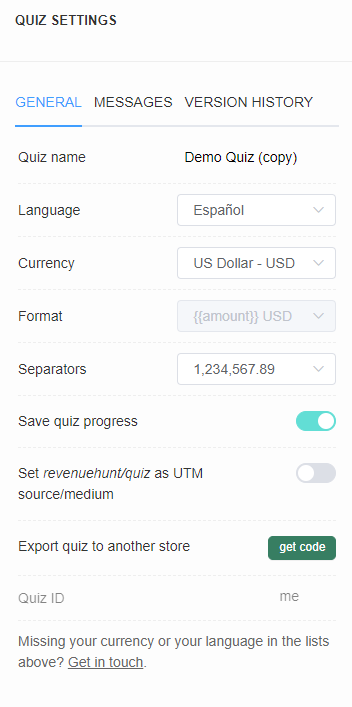 QUIZ SETTINGS
GENERAL MESSAGES VERSION HISTORY
Quiz name Demo Quiz (copy)
Language Español
Currency US Dollar - USD
Format {{amount}} USD
Separators 1,234,567.89
Save quiz progress
Set revenuehunt/quiz as UTM
source/medium
Export quiz to another store get code
Quiz ID me
Missing your currency or your language in the lists
above? Get in touch.